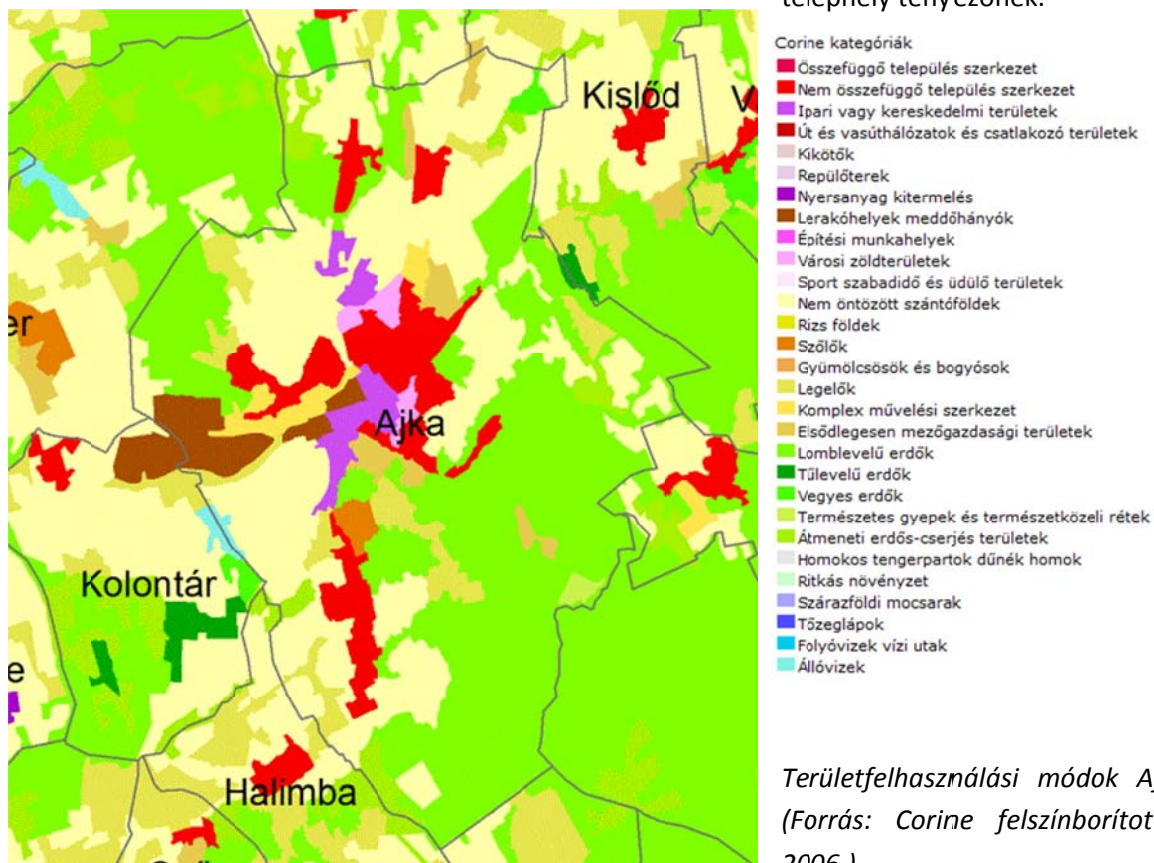 telephely tényezőnek.
Corine kategóriák
Összefüggő település szerkezet
Nem összefüggő település szerkezet
Ipari vagy kereskedelmi területek
Út és vasúthálózatok és csatlakozó területek
Kikötők
Repülőterek
Nyersanyag kitermelés
Lerakóhelyek meddőhányók
Építési munkahelyek
Városi zöldterületek
Sport szabadidő és üdülő területek
Nem öntözött szántóföldek
Rizs földek
Szőlők
Gyümölcsösök és bogyósok
Legelők
Komplex művelési szerkezet
Elsődlegesen mezőgazdasági területek
Lomblevelű erdők
Tűlevelű erdők
Vegyes erdők
Természetes gyepek és természetközeli rétek
Átmeneti erdős-cserjés területek
Homokos tengerpartok dűnék homok
Ritkás növényzet
Szárazföldi mocsarak
Tőzeglápok
Folyóvizek vízi utak
Állóvizek
Kislőd
V
er
Ajka
Kolontár
e
Halimba
Területfelhasználási módok Aj
(Forrás: Corine felszínborítot
2006.)